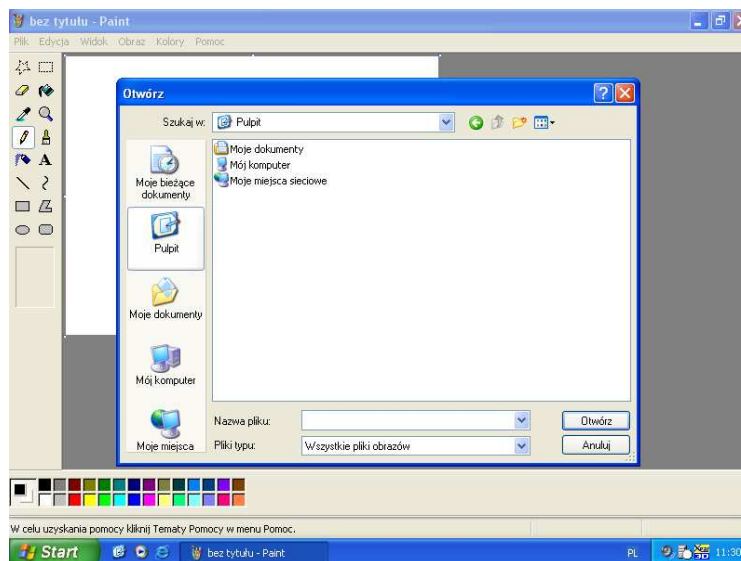 bez tytułu - Paint
Plik Edycja Widok Obraz Kolory Pomoc
Otwórz
Szukaj w: Pulpit
Moje bieżące
dokumenty
Pulpit
Moje dokumenty
Mój komputer
Moje miejsca
Moje dokumenty
Mój komputer
Moje miejsca sieciowe
Nazwa pliku:
Otwórz
Pliki typu: Wszystkie pliki obrazów
Anuluj
A
W celu uzyskania pomocy kliknij Tematy Pomocy w menu Pomoc.
Start bez tytułu - Paint PL 11:30